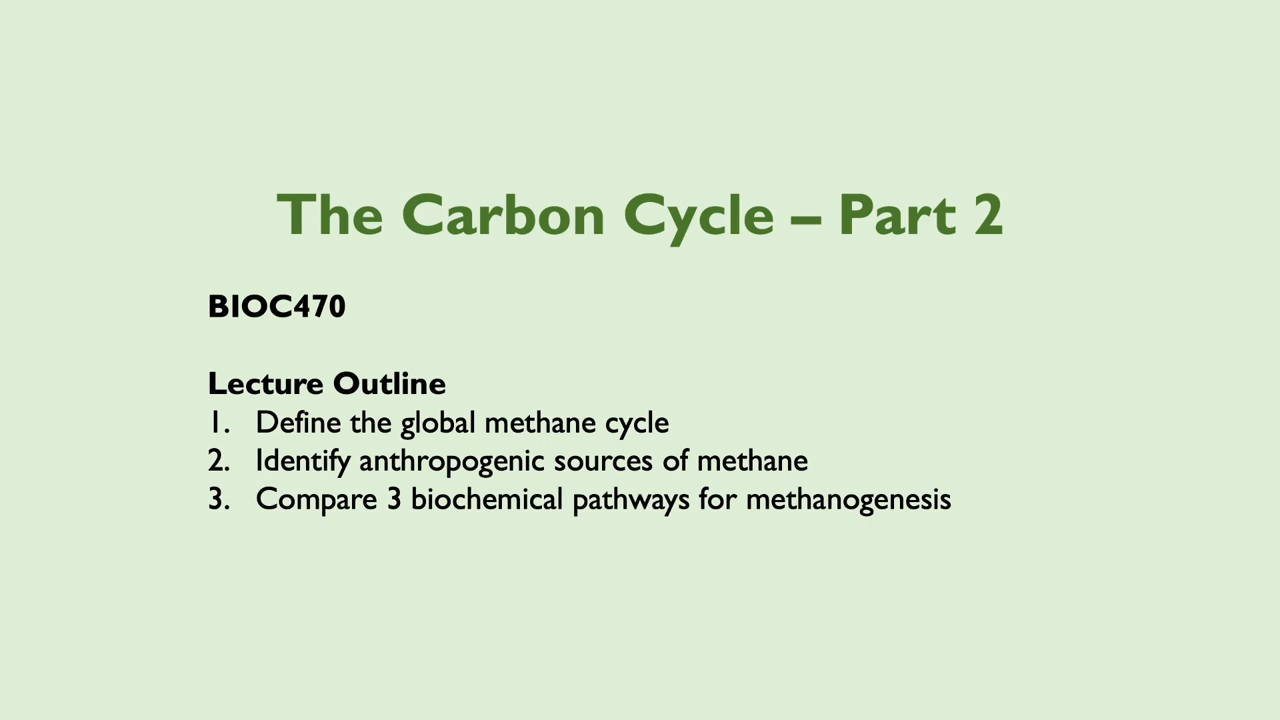 The Carbon Cycle – Part 2
BIOC470
Lecture Outline
1. Define the global methane cycle
2. Identify anthropogenic sources of methane
3. Compare 3 biochemical pathways for methanogenesis